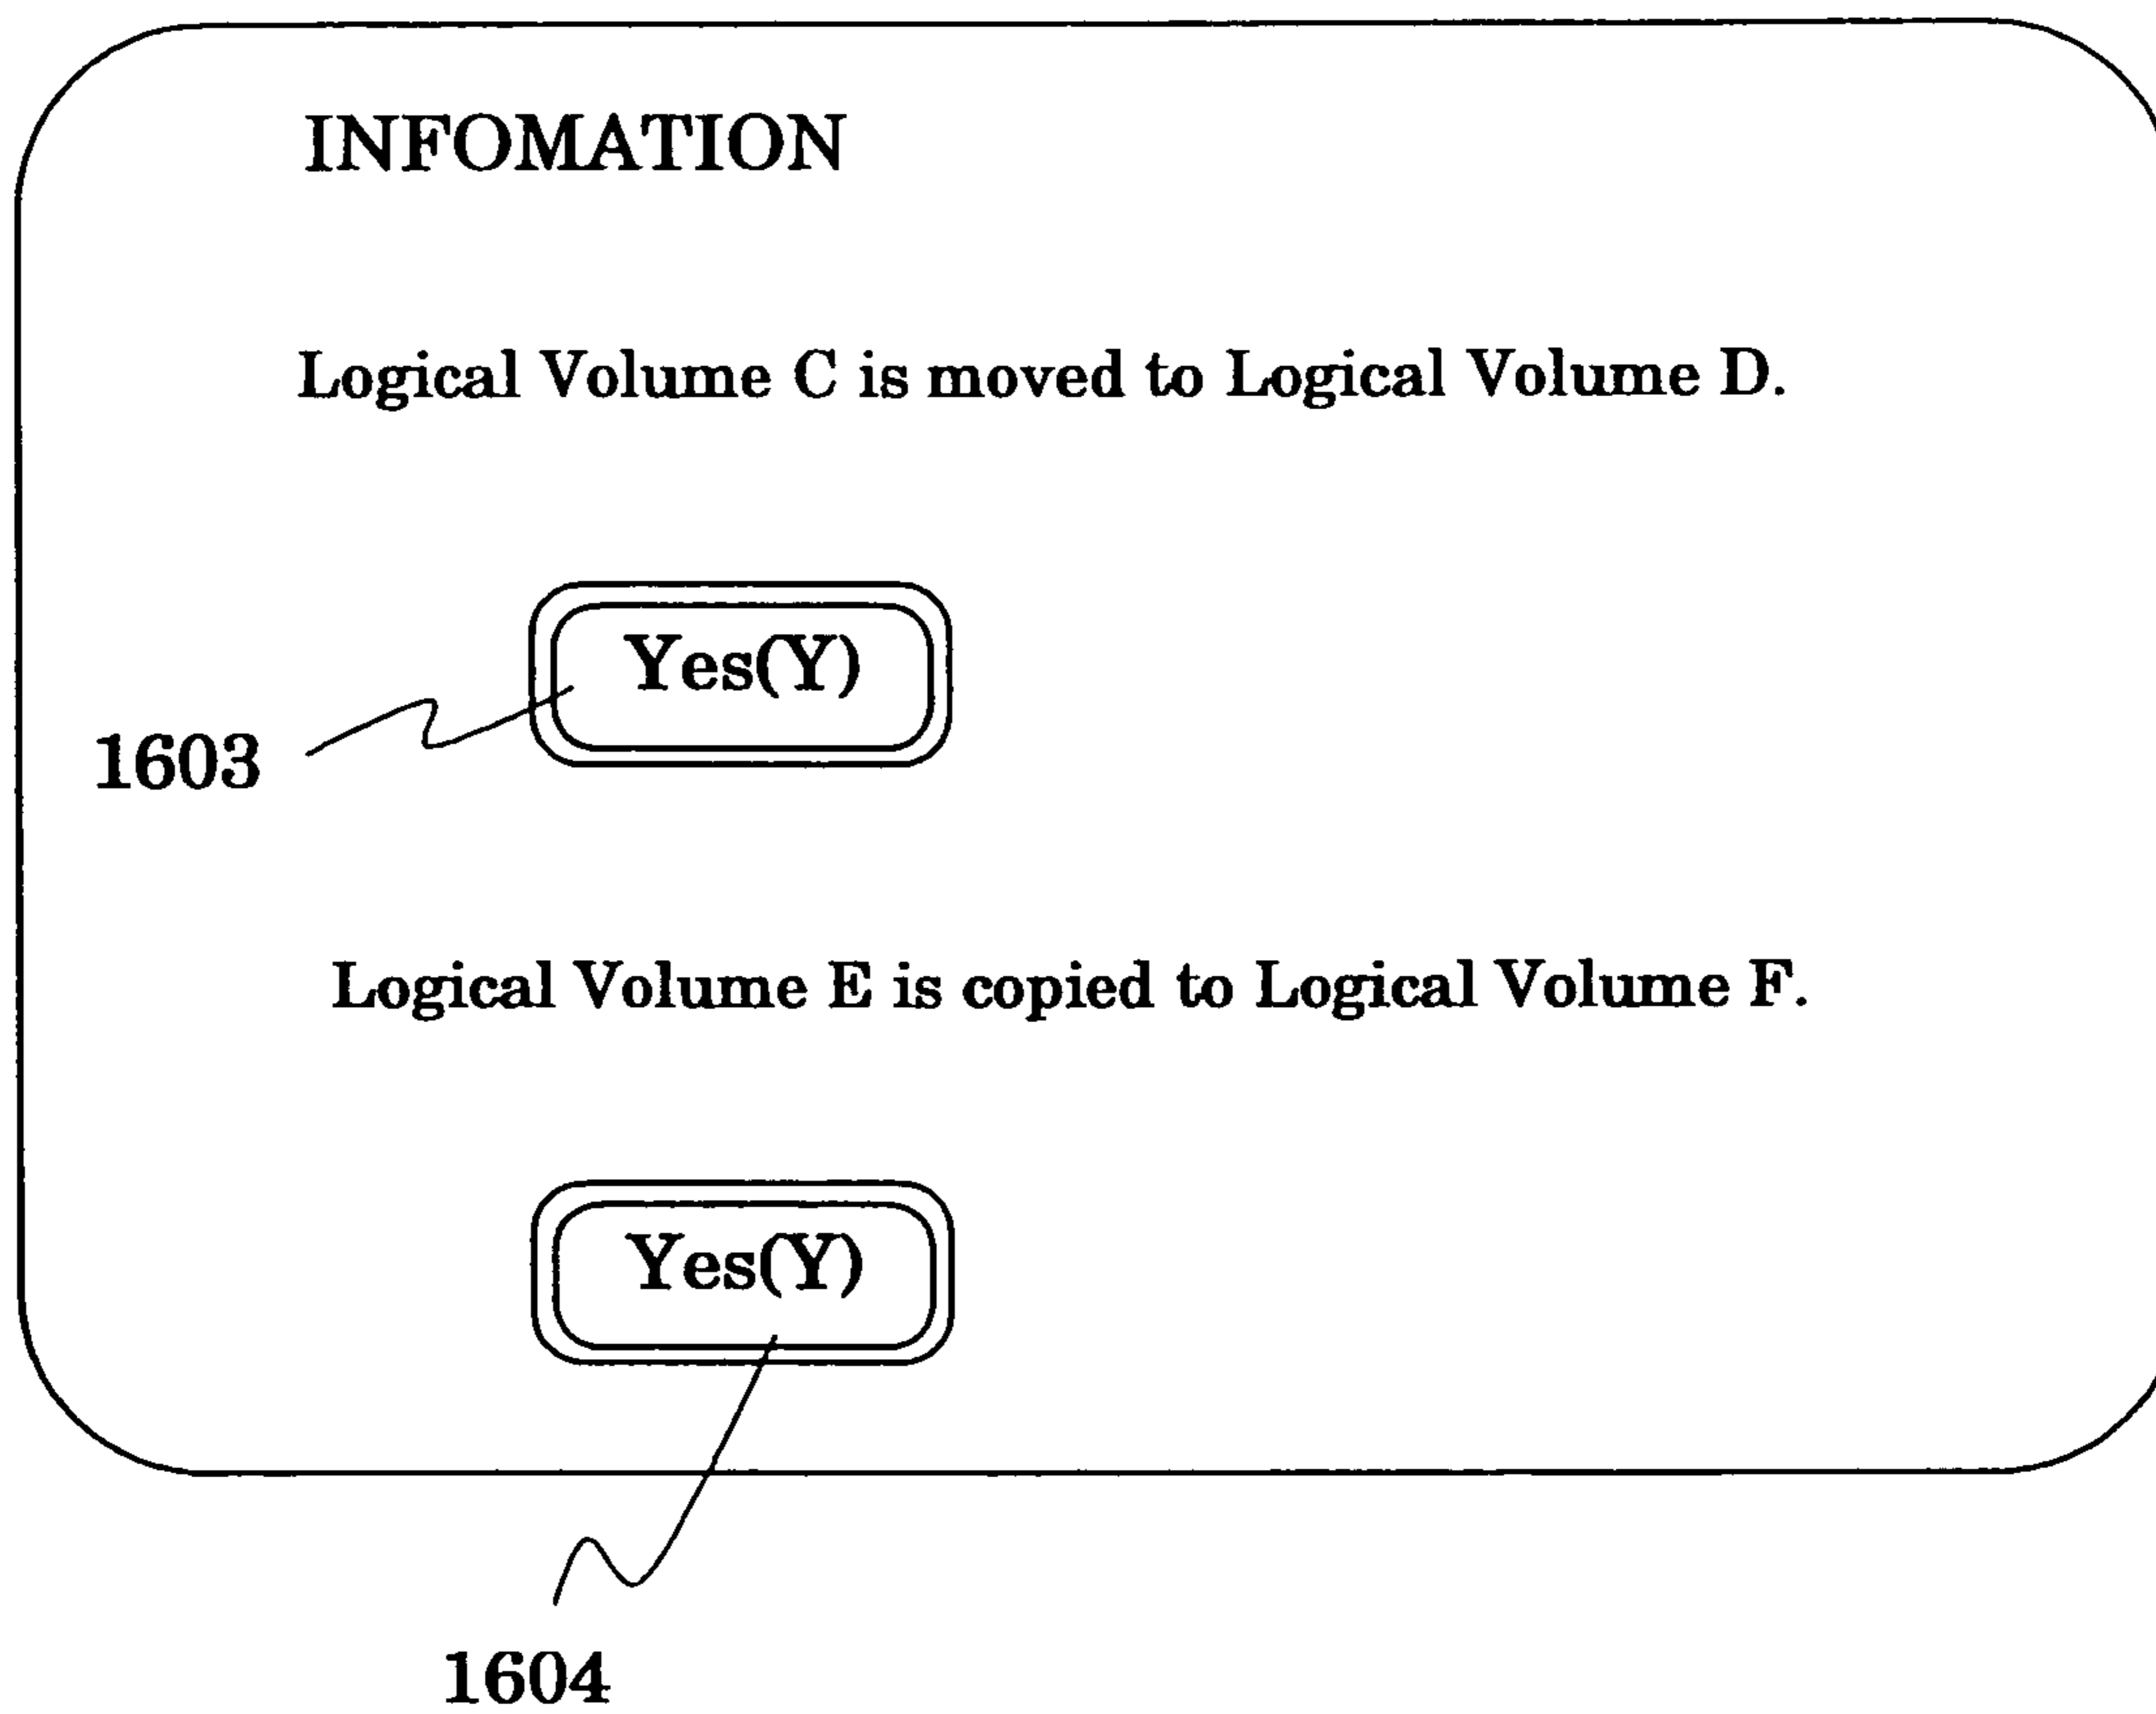 INFOMATION
Logical Volume C is moved to Logical Volume D.
Yes(Y)
1603
Logical Volume E is copied to Logical Volume F.
Yes(Y)
1604